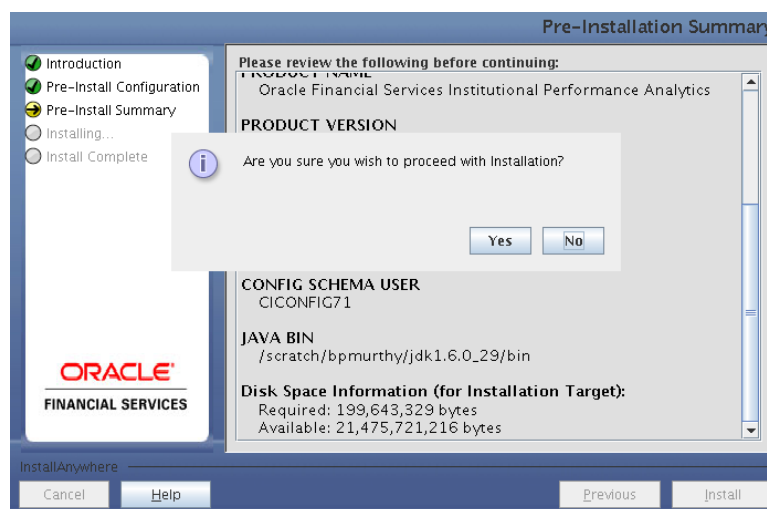 Pre-Installation Summary
Introduction
Pre-Install Configuration
Pre-Install Summary
Installing...
Install Complete
ORACLE
FINANCIAL SERVICES
Please review the following before continuing:
PRODUCT NAME
Oracle Financial Services Institutional Performance Analytics
PRODUCT VERSION
Are you sure you wish to proceed with Installation?
Yes No
CONFIG SCHEMA USER
CICONFIG71
JAVA BIN
/scratch/bpmurthy/jdk1.6.0_29/bin
Disk Space Information (for Installation Target):
Required: 199,643,329 bytes
Available: 21,475,721,216 bytes
InstallAnywhere
Cancel Help Previous Install